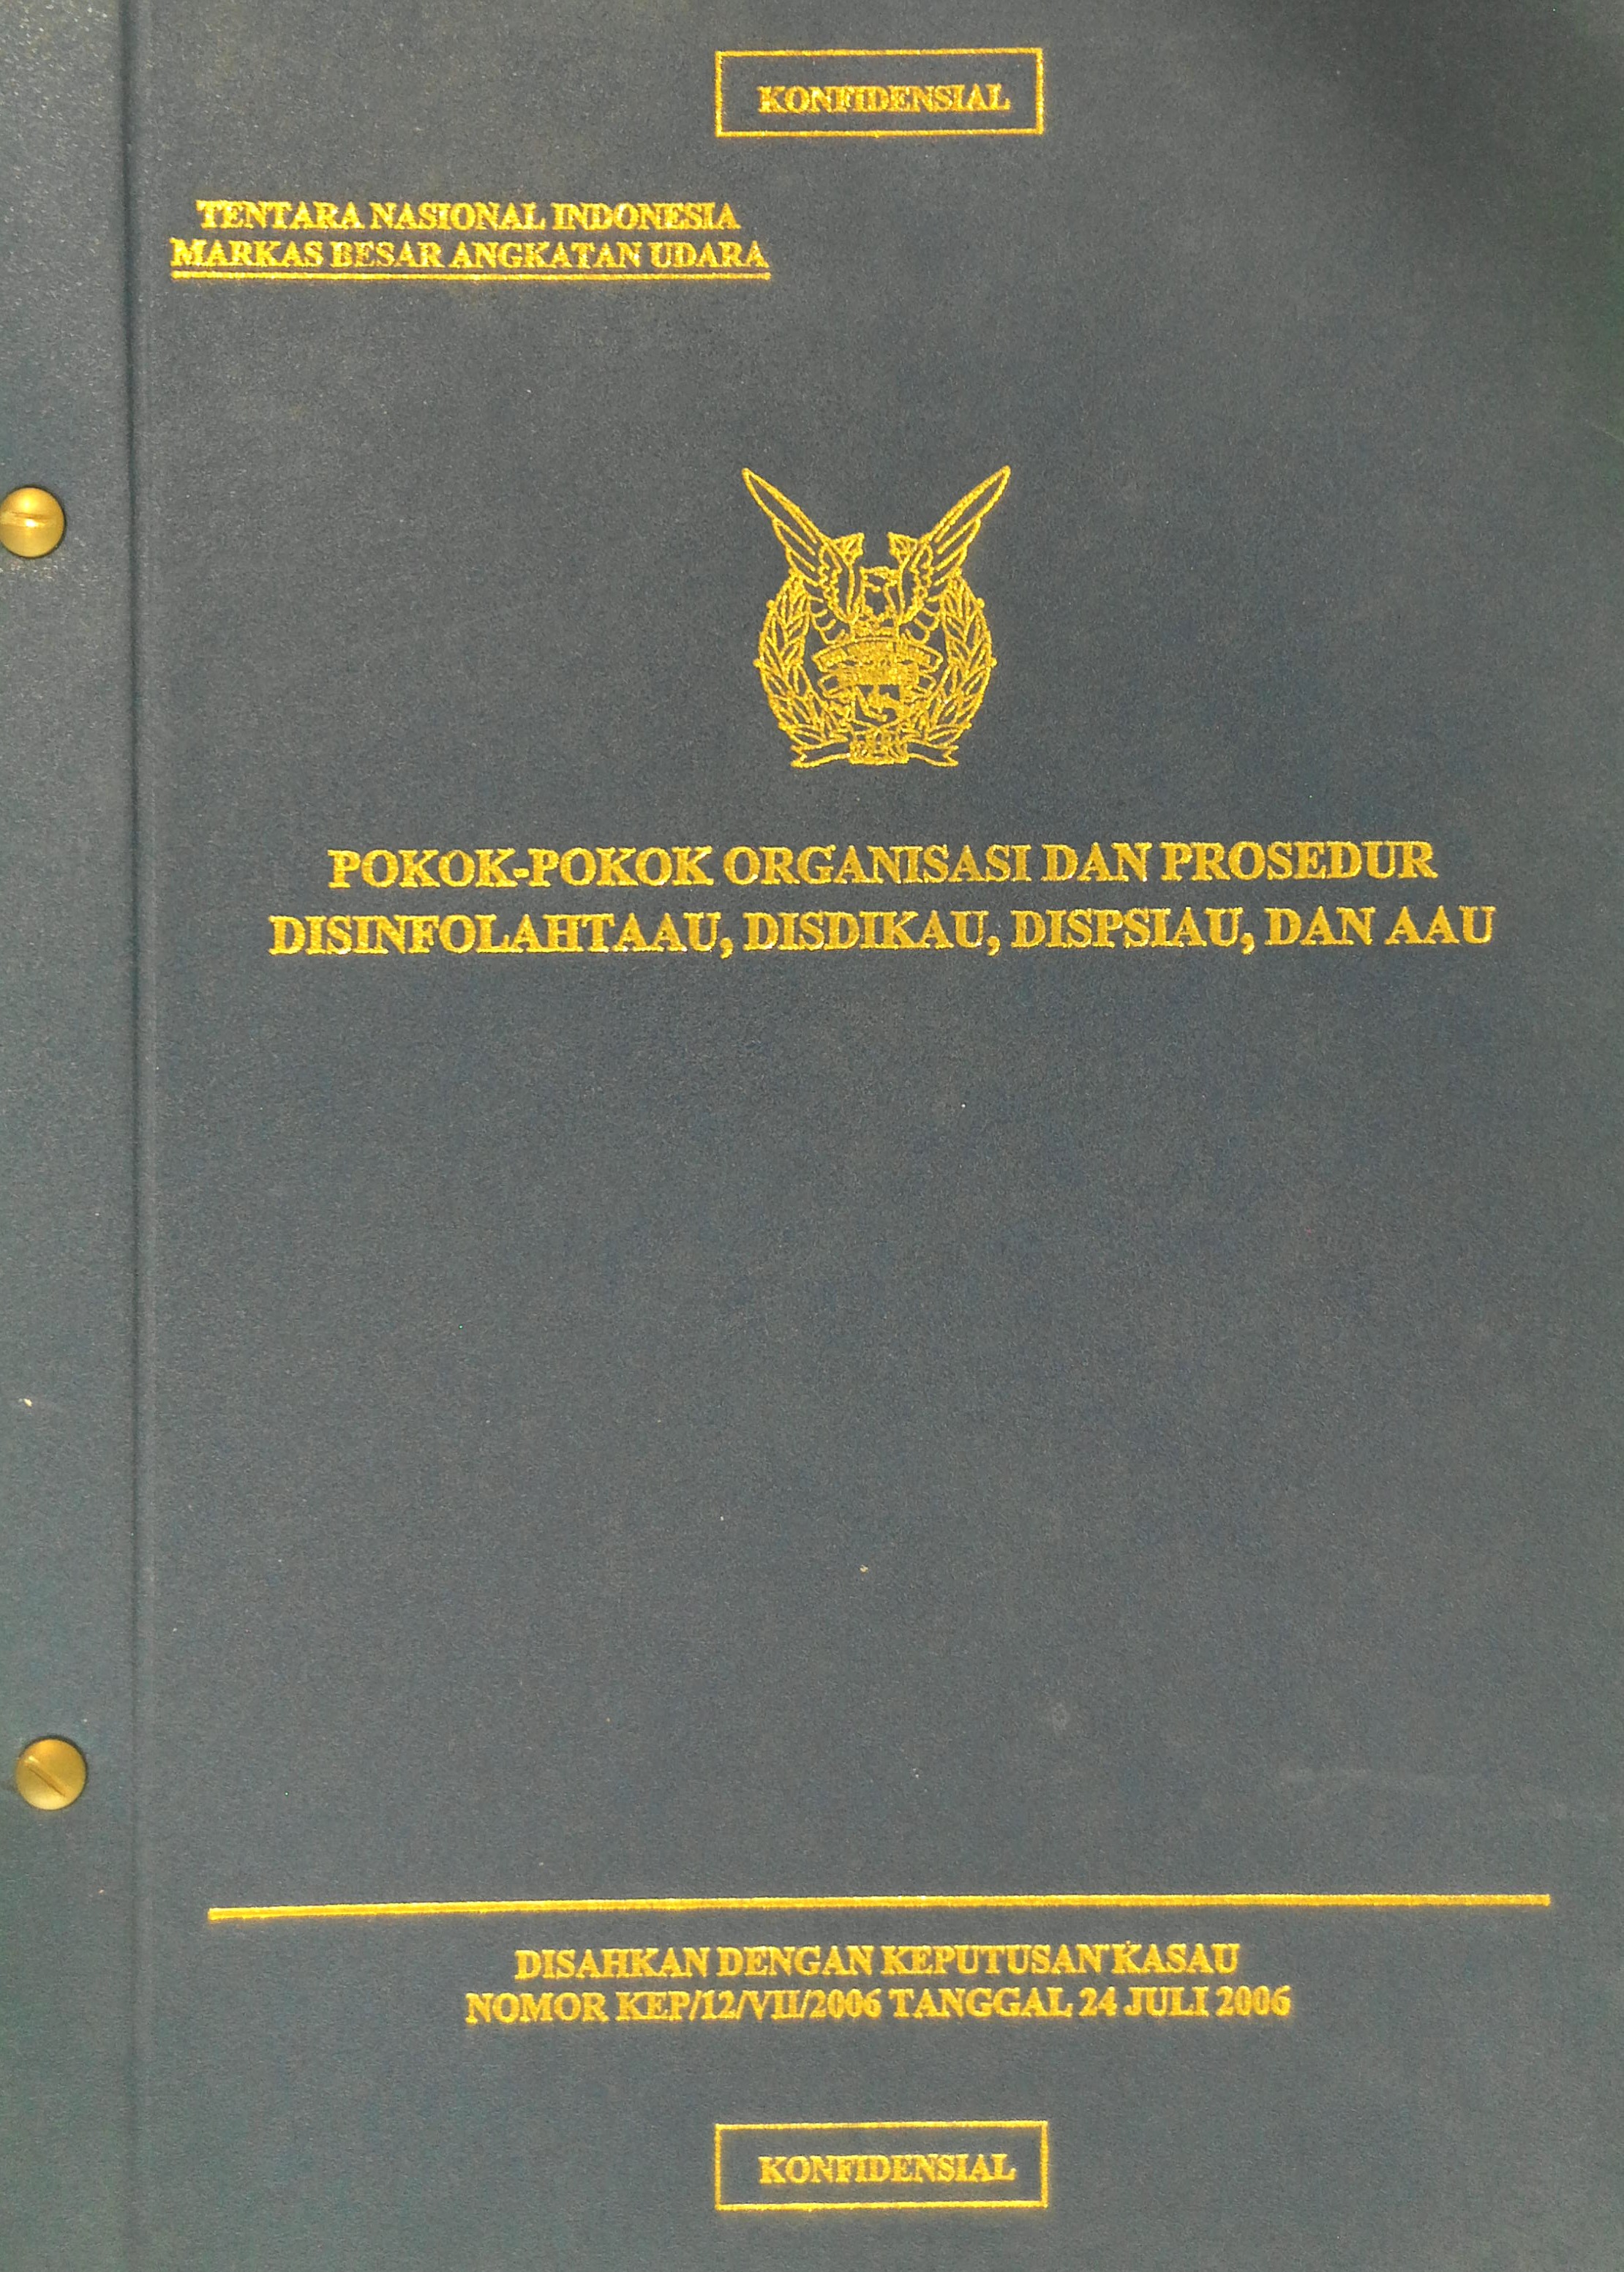 KONFIDENSIAL
TENTARA NASIONAL INDONESIA
MARKAS BESAR ANGKATAN UDARA
POKOK-POKOK ORGANISASI DAN PROSEDUR
DISINFOLAHTAAU, DISDIKAU, DISPSIAU, DAN AAU
DISAHKAN DENGAN KEPUTUSAN KASAU
NOMOR KEP/12/VII/2006 TANGGAL 24 JULI 2006
KONFIDENSIAL